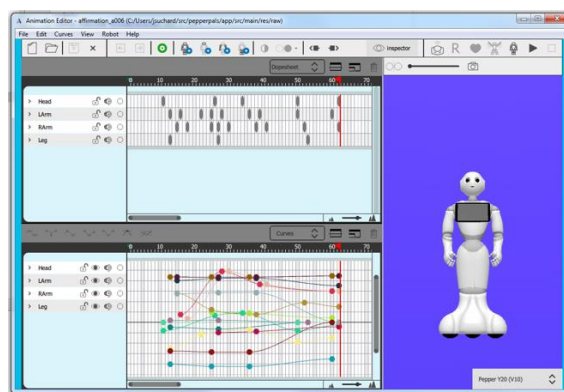 Animation Editor - affirmation_a006 (C:/Users/jsuchard/src/pepperpals/app/src/main/res/raw)
File Edit Curves View Robot Help
inspector
R
Dopesheet
0 10 20 30 40 50 60 70
Head
LArm
RArm
Leg
Curves
0 10 20 30 40 50 60 70
Head
LArm
RArm
Leg
Pepper Y20 (V10)